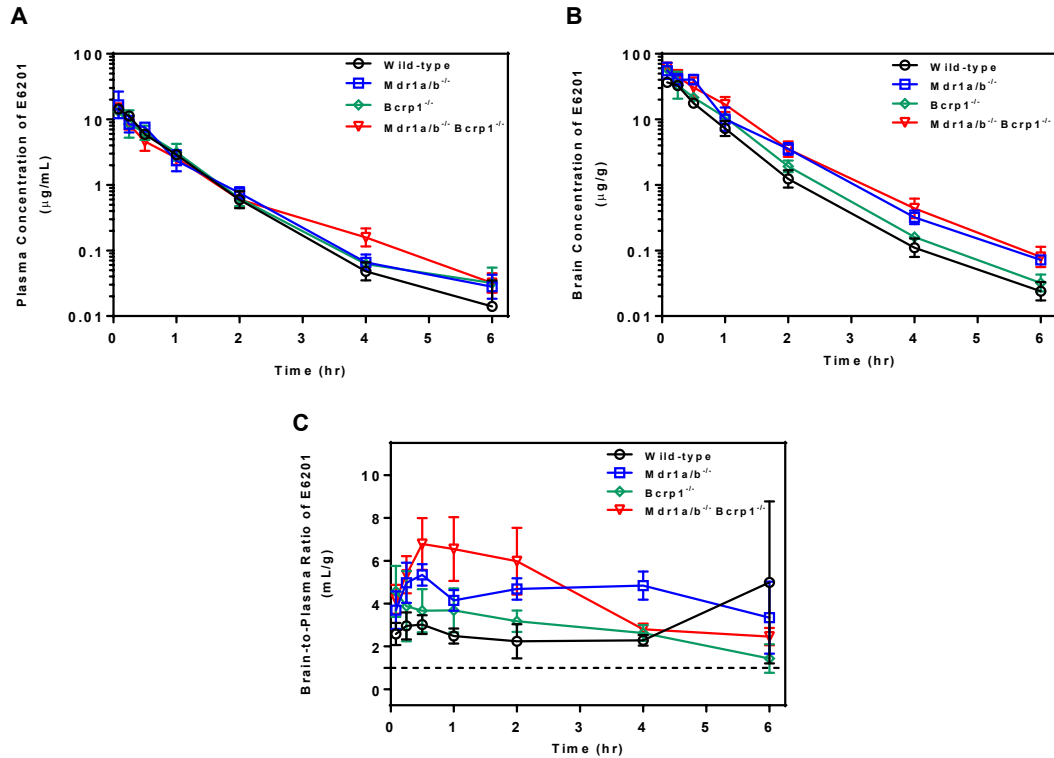 A
Plasma Concentration of E6201
(μg/mL)
100
10
1
0.1
0.01
0
1
2
3
4
5
6
Time (hr)
Wild-type
Mdr1a/b-/-
Bcrp1-/-
Mdr1a/b-/- Bcrp1-/-
B
Brain Concentration of E6201
(μg/g)
100
10
1
0.1
0.01
0
1
2
3
4
5
6
Time (hr)
Wild-type
Mdr1a/b-/-
Bcrp1-/-
Mdr1a/b-/- Bcrp1-/-
C
Brain-to-Plasma Ratio of E6201
(mL/g)
10
8
6
4
2
0
0
1
2
3
4
5
6
Time (hr)
Wild-type
Mdr1a/b-/-
Bcrp1-/-
Mdr1a/b-/- Bcrp1-/-